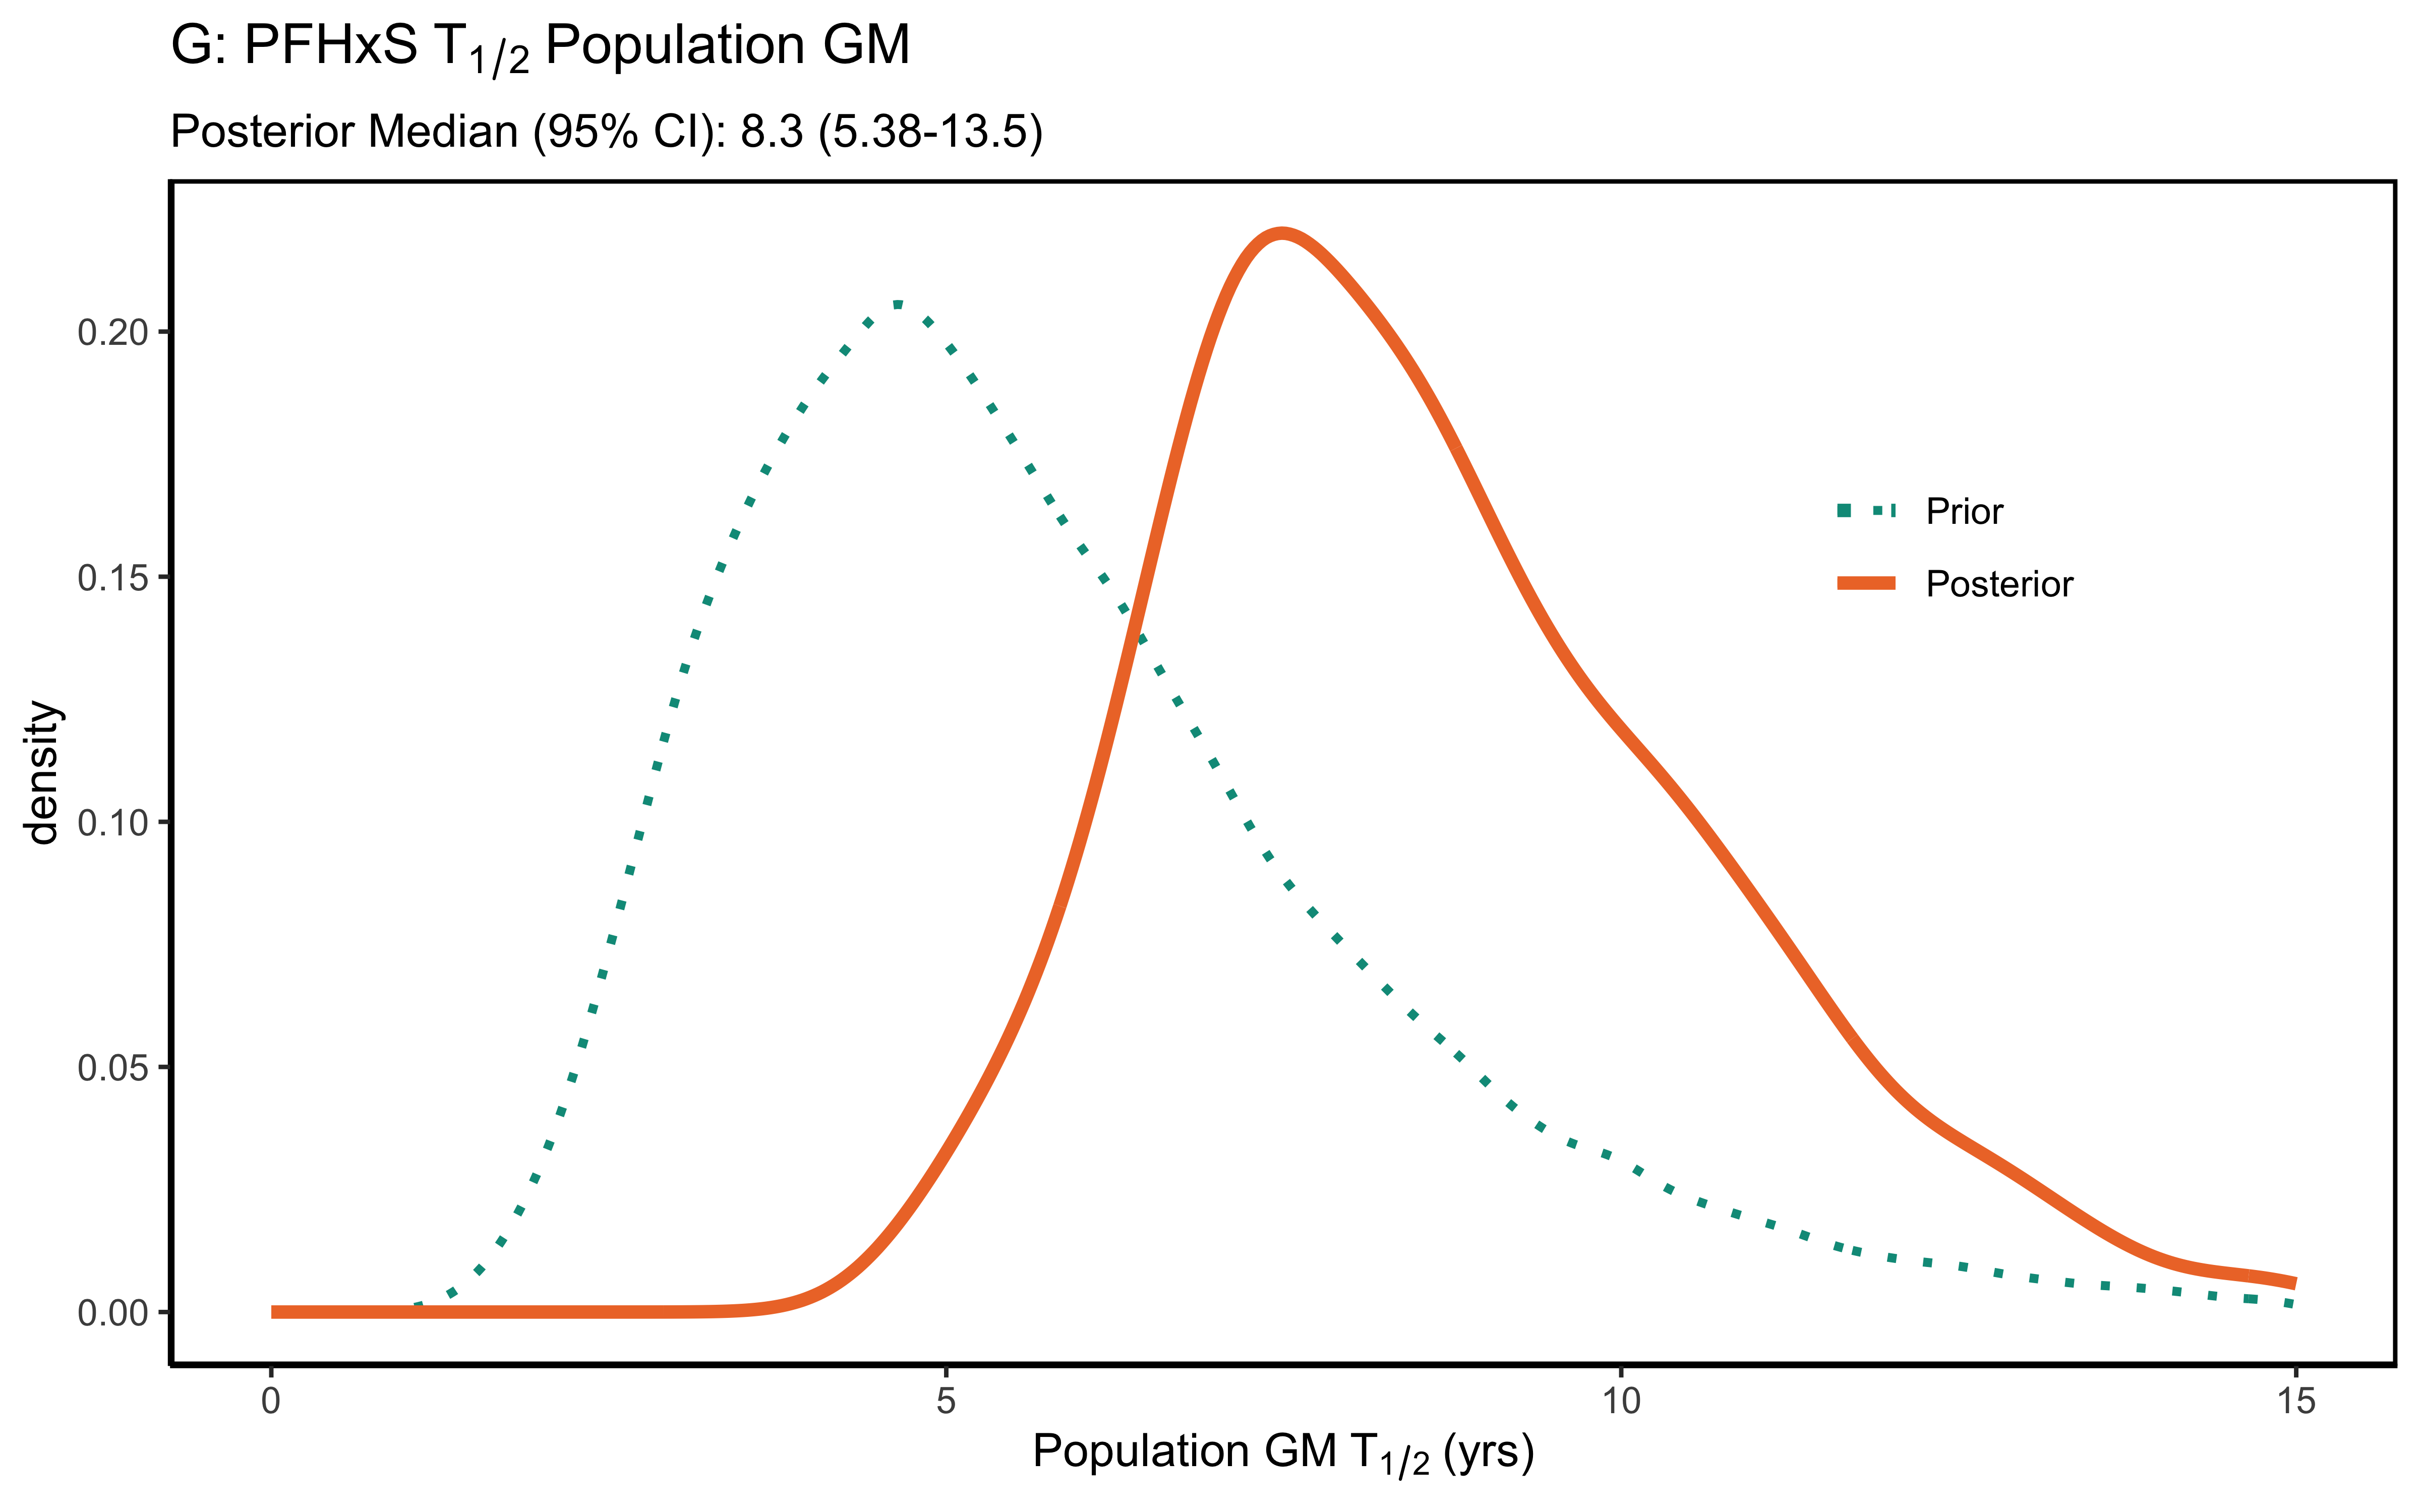 G: PFHxS T1/2 Population GM
Posterior Median (95% CI): 8.3 (5.38-13.5)
0.20
0.15
0.10
0.05
0.00
density
Prior
Posterior
0 5 10 15
Population GM T1/2 (yrs)